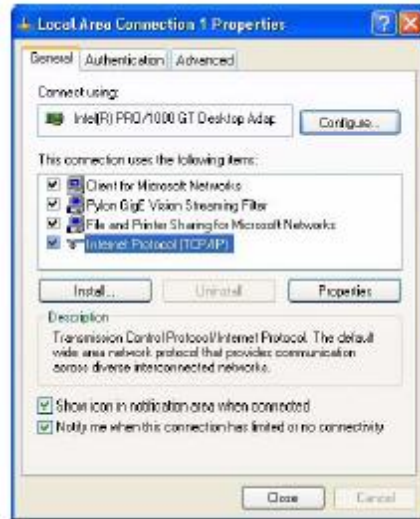 Local Area Connection 1 Properties
General Authentication Advanced
Connect using:
Intel(R) PRO/1000 GT Desktop Adap
Configure...
This connection uses the following items:
Client for Microsoft Networks
Pylon GigE Vision Streaming Filter
File and Printer Sharing for Microsoft Networks
Internet Protocol (TCP/IP)
Install... Uninstall Properties
Description
Transmission Control Protocol/Internet Protocol. The default
wide area network protocol that provides communication
across diverse interconnected networks.
Show icon in notification area when connected
Notify me when this connection has limited or no connectivity
Close Cancel